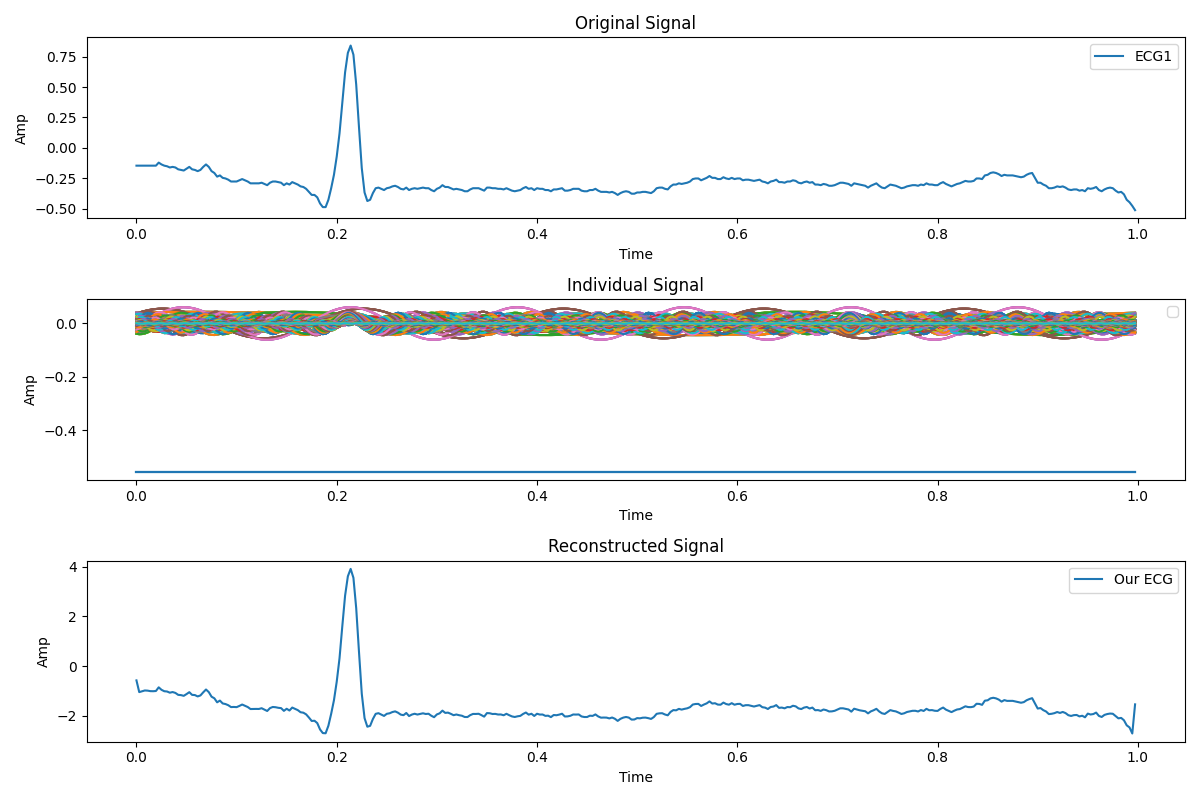 Original Signal
ECG1
0.75
0.50
0.25
0.00
−0.25
−0.50
Amp
0.0 0.2 0.4 0.6 0.8 1.0
Time
Individual Signal
0.0
−0.2
−0.4
Amp
0.0 0.2 0.4 0.6 0.8 1.0
Time
Reconstructed Signal
Our ECG
4
2
0
−2
Amp
0.0 0.2 0.4 0.6 0.8 1.0
Time